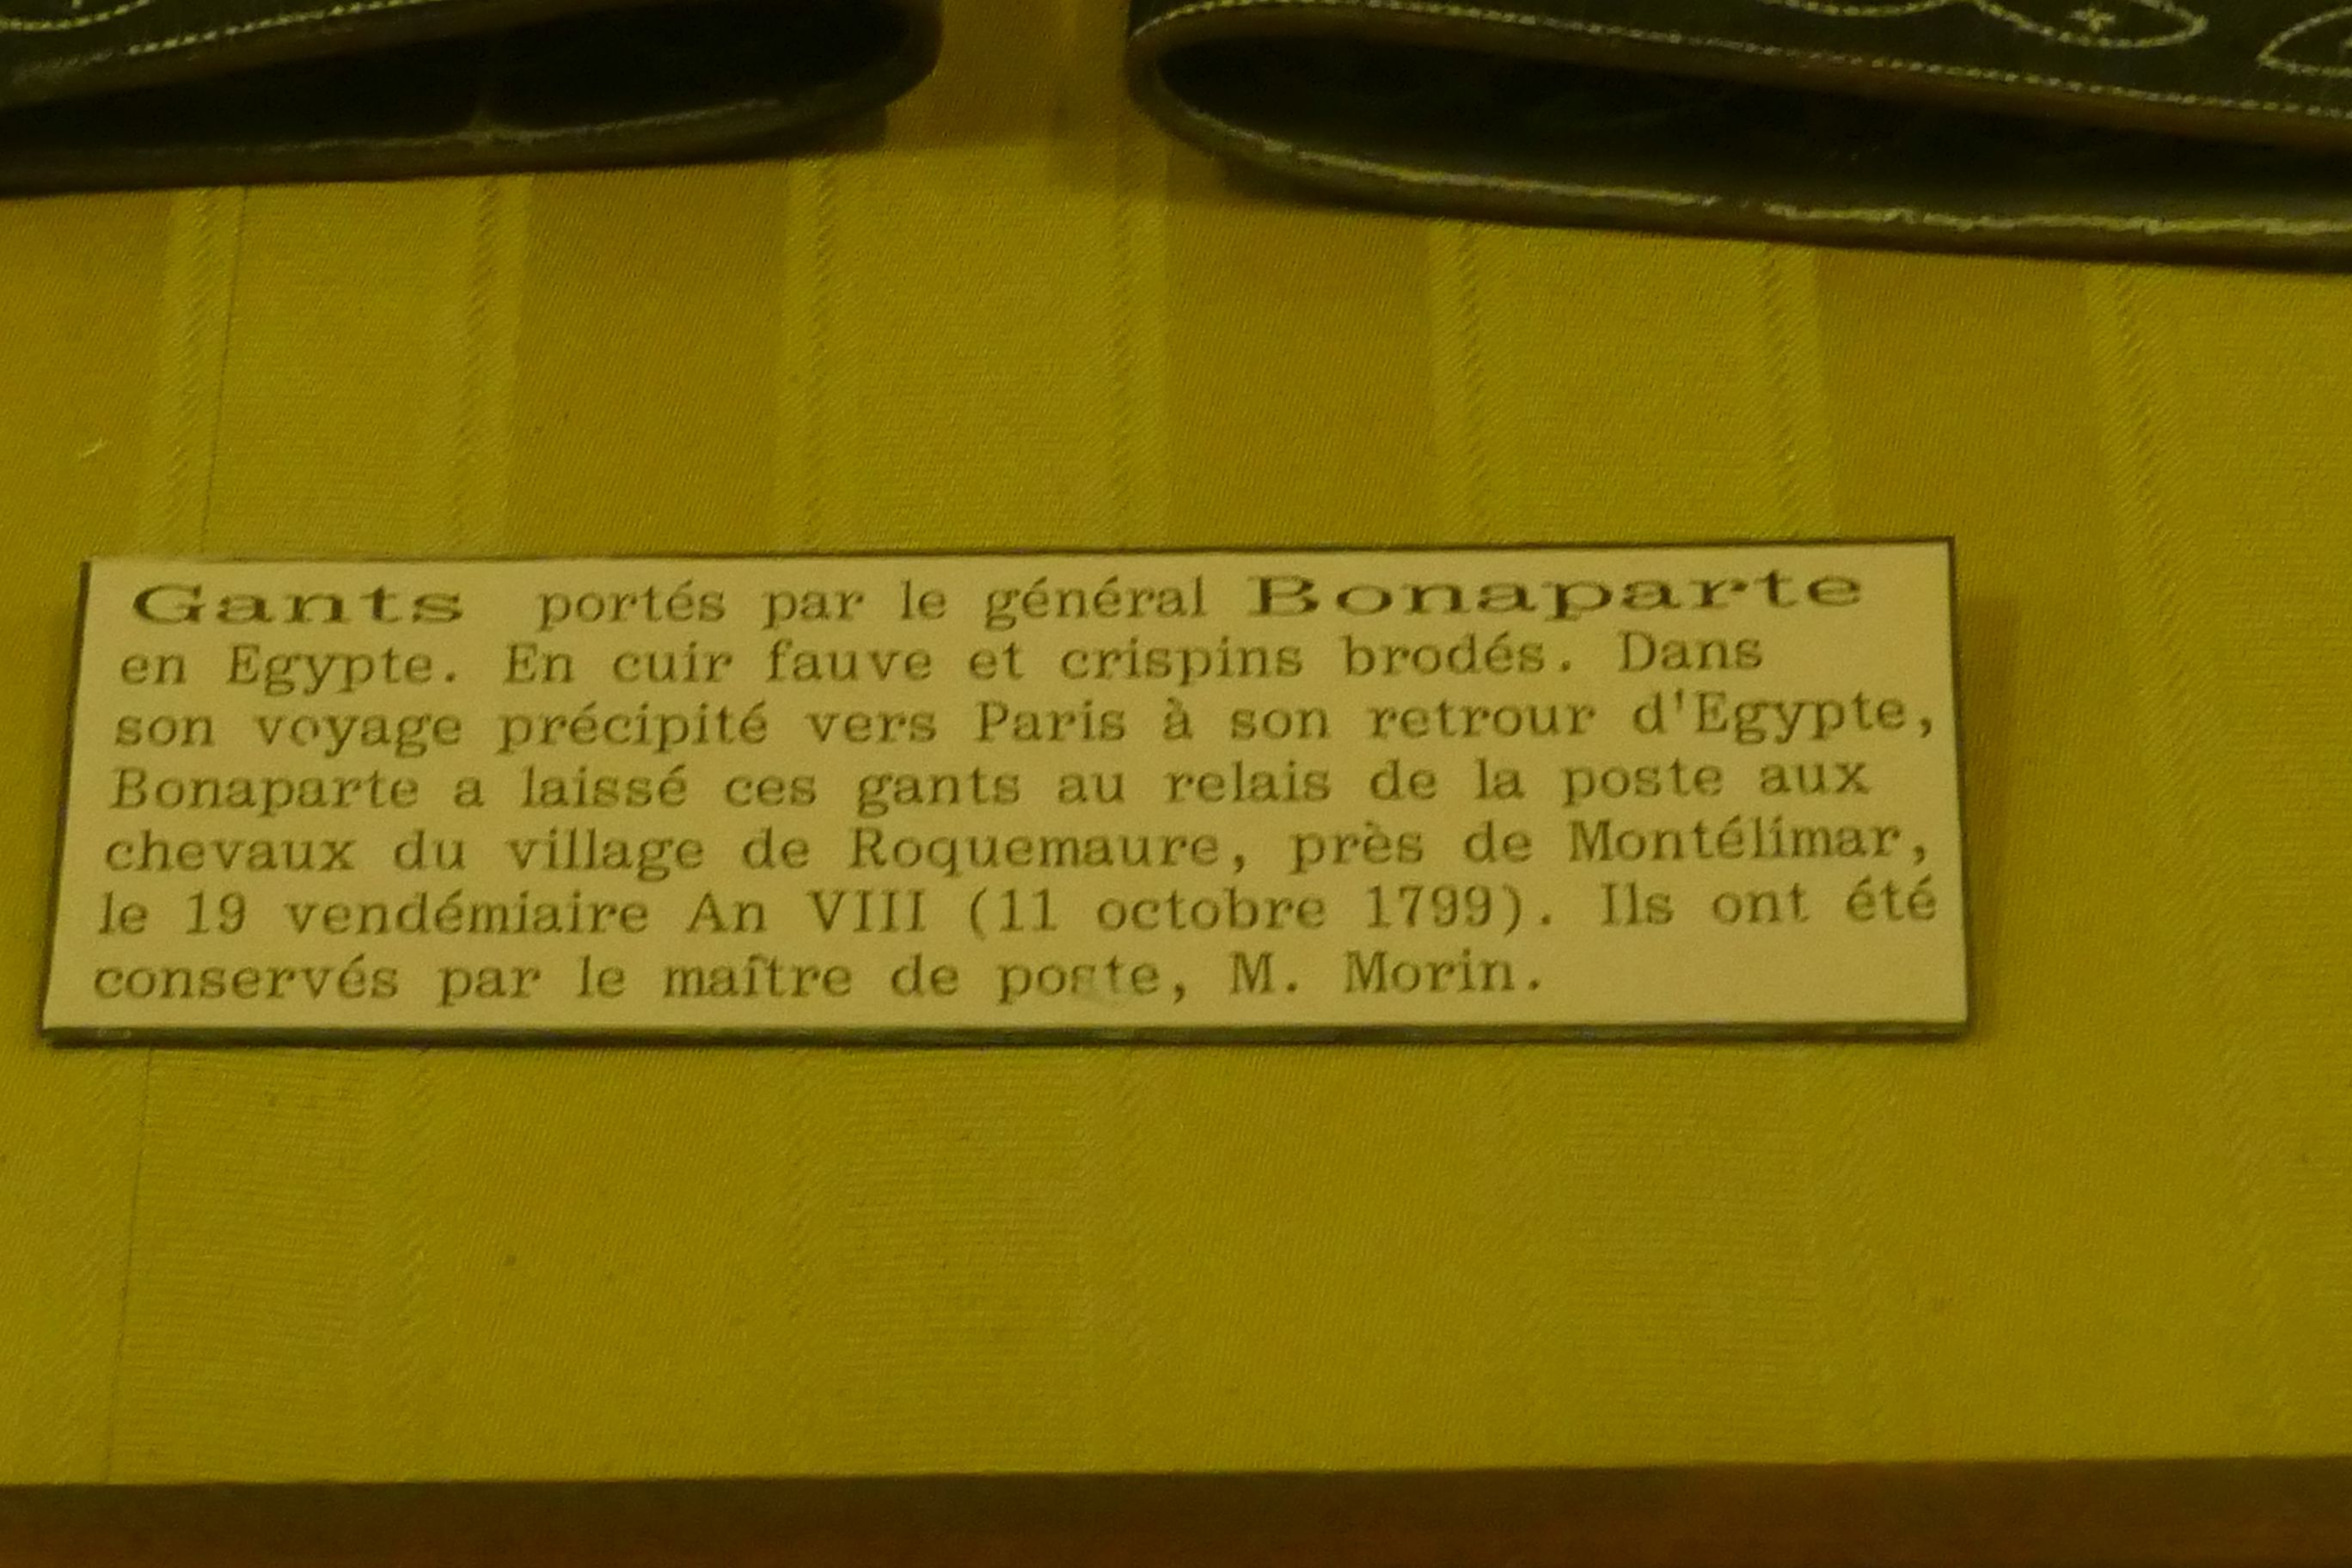 Gants portés par le général Bonaparte
en Egypte. En cuir fauve et crispins brodés. Dans
son voyage précipité vers Paris à son retrour d'Egypte,
Bonaparte a laissé ces gants au relais de la poste aux
chevaux du village de Roquemaure, près de Montélimar,
le 19 vendémiaire An VIII (11 octobre 1799). Ils ont été
conservés par le maître de poste, M. Morin.